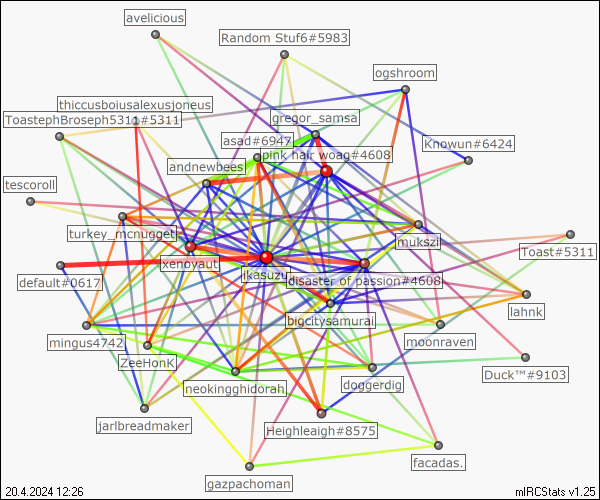 avelicious
Random Stuf6#5983
ogshroom
thiccusboiusalexusjoneus
ToastephBroseph5311#5311
gregor_samsa
asad#6947
Knowun#6424
pink hair woag#4608
andnewbees
tescoroll
turkey_mcnugget
mukszi
Toast#5311
xenoyaut
ikasuzu
default#0617
disaster of passion#4608
lahnk
bigcitysamurai
mingus4742
moonraven
ZeeHonK
Duck™#9103
neokingghidorah
doggerdig
jarlbreadmaker
Heighleaigh#8575
facadas.
gazpachoman
20.4.2024 12:26
mIRCStats v1.25